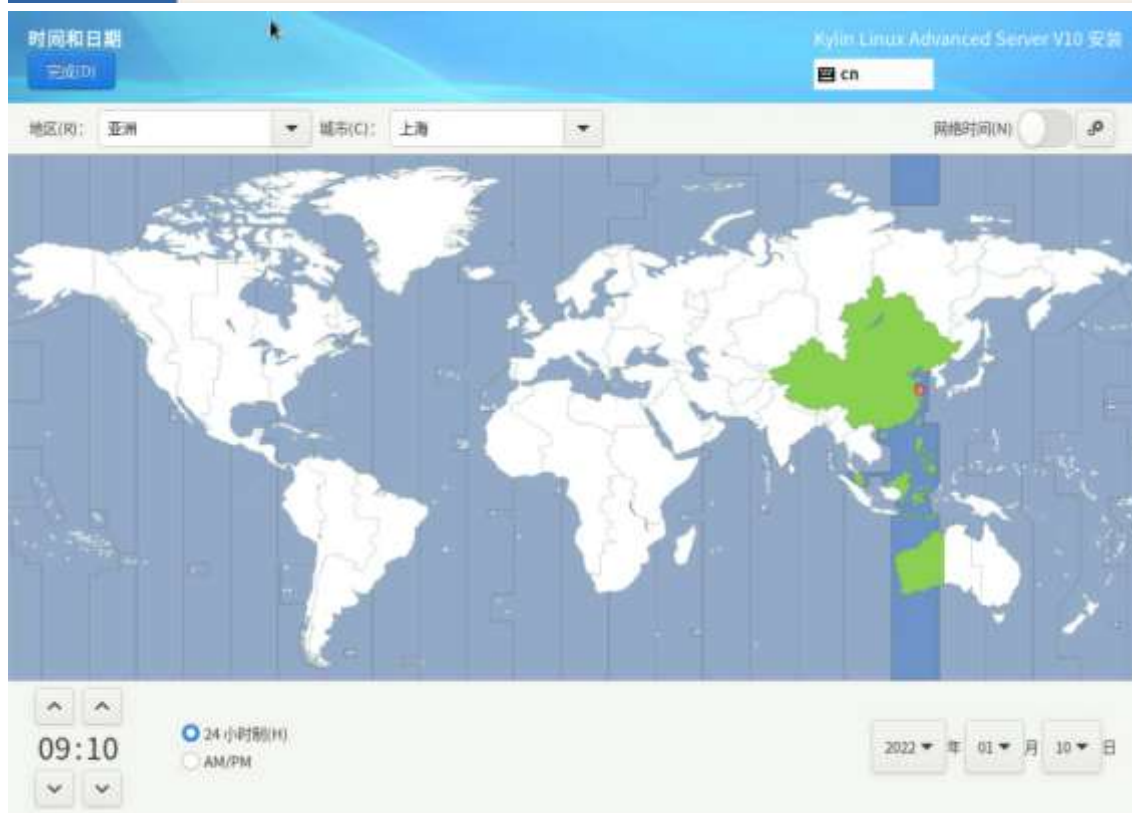 时间和日期
Kylin Linux Advanced Server V10 安装
完成(D)
cn
地区(R)： 亚洲 城市(C)： 上海 网络时间(N)
09:10
24 小时制(H)
AM/PM
2022 年 01 月 10 日